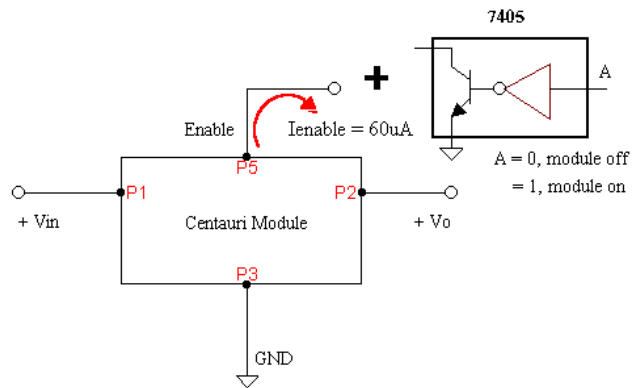 7405
+
A
Enable
Ienable = 60uA
A = 0, module off
= 1, module on
P5
P1
P2
+ Vin
Centauri Module
+ Vo
P3
GND